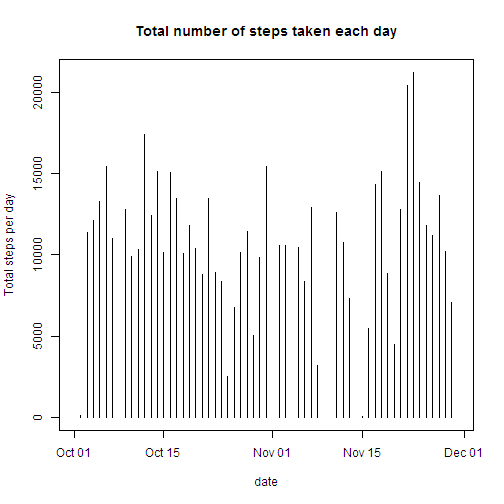 Total number of steps taken each day
Total steps per day
20000
15000
10000
5000
0
Oct 01 Oct 15 Nov 01 Nov 15 Dec 01
date